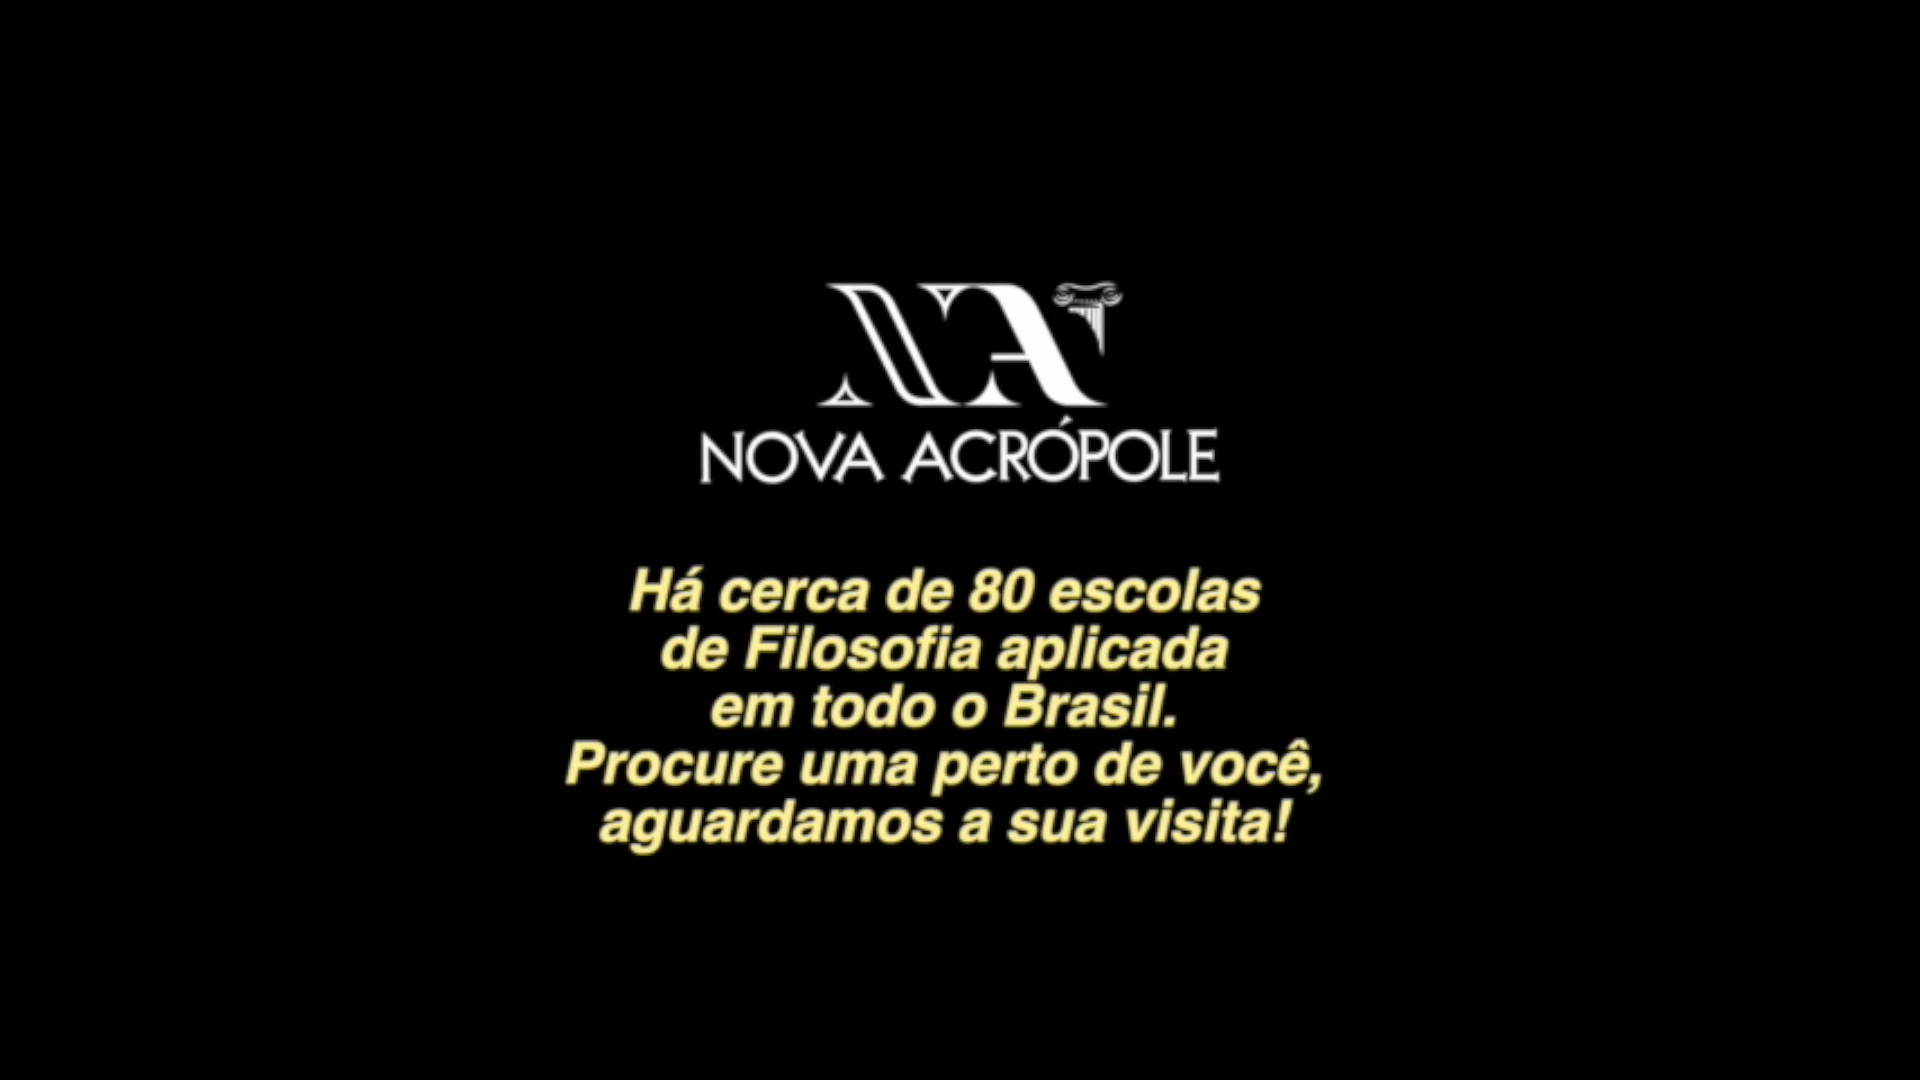 NA
NOVA ACRÓPOLE
Há cerca de 80 escolas
de Filosofia aplicada
em todo o Brasil.
Procure uma perto de você,
aguardamos a sua visita!